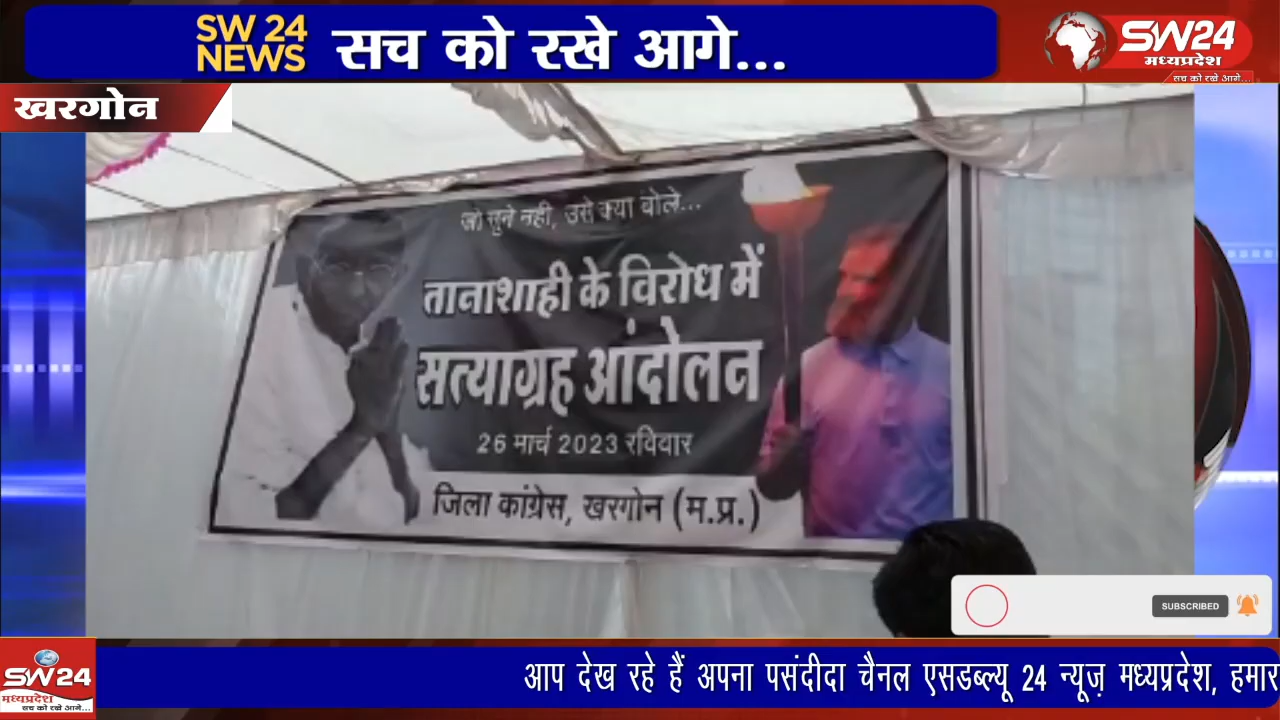 SW 24
NEWS
सच को रखे आगे...
SW24
मध्यप्रदेश
सच को रखे आगे...
खरगोन
जो सुने नही, उसे क्या बोले...
तानाशाही के विरोध में
सत्याग्रह आंदोलन
26 मार्च 2023 रविवार
जिला कांग्रेस, खरगोन (म.प्र.)
SUBSCRIBED
SW24
मध्यप्रदेश
सच को रखे आगे...
आप देख रहे हैं अपना पसंदीदा चैनल एसडब्ल्यू 24 न्यूज़ मध्यप्रदेश, हमार